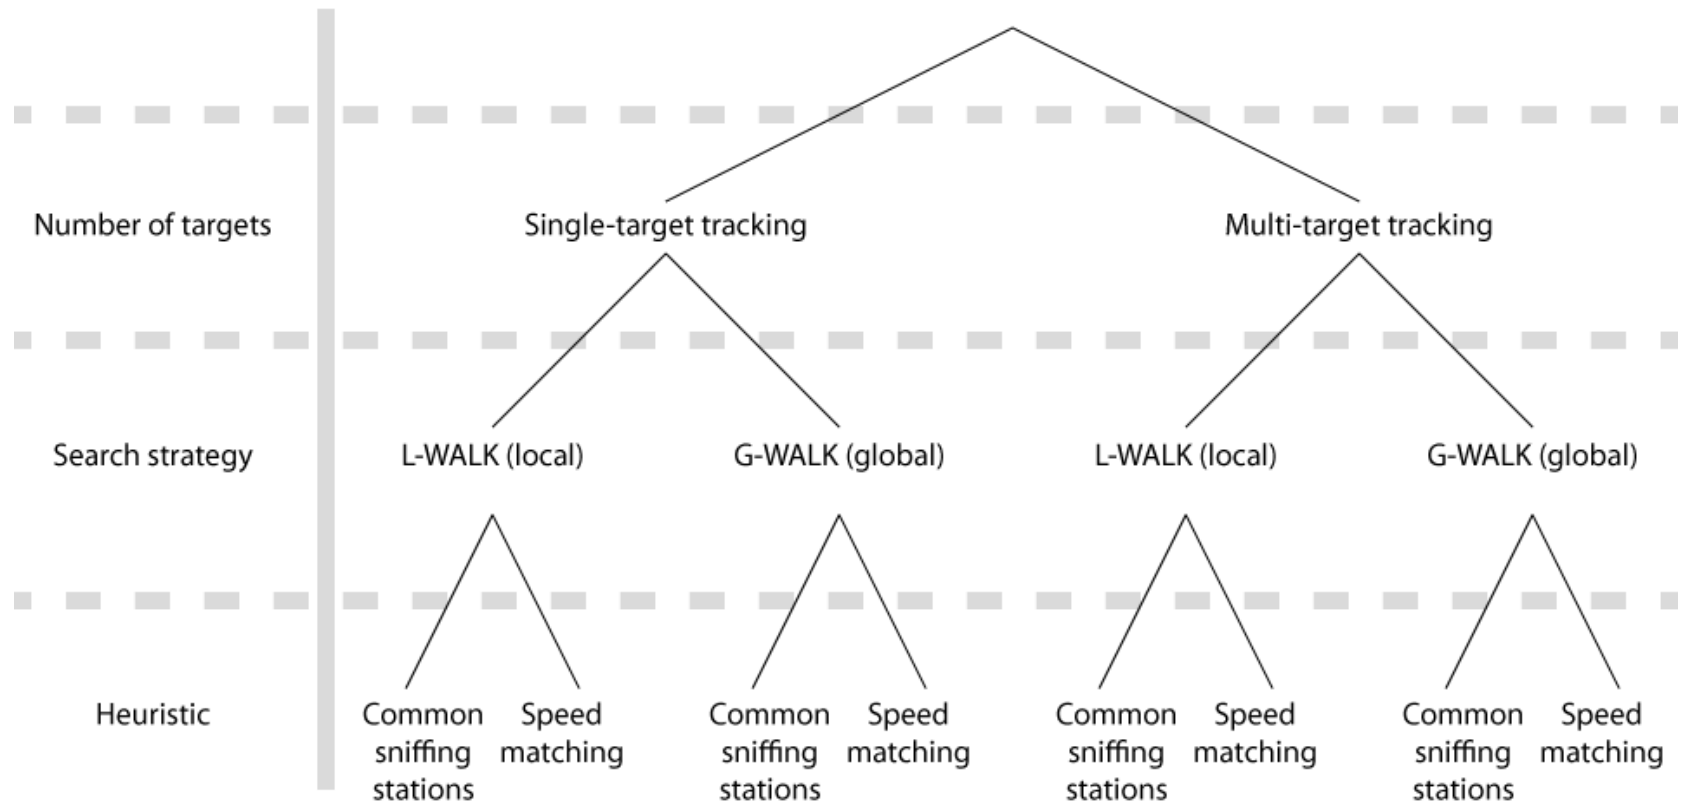 Number of targets
Single-target tracking
Multi-target tracking
Search strategy
L-WALK (local)
G-WALK (global)
L-WALK (local)
G-WALK (global)
Heuristic
Common
sniffing
stations
Speed
matching
Common
sniffing
stations
Speed
matching
Common
sniffing
stations
Speed
matching
Common
sniffing
stations
Speed
matching